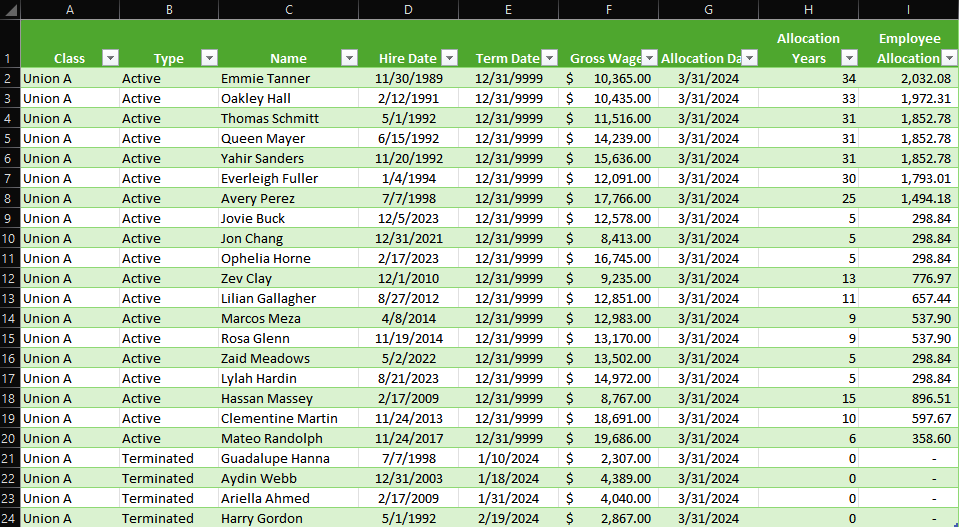 A B C D E F G H I
Allocation Employee
1 Class Type Name Hire Date Term Date Gross Wage Allocation Da Years Allocation
2 Union A Active Emmie Tanner 11/30/1989 12/31/9999 $ 10,365.00 3/31/2024 34 2,032.08
3 Union A Active Oakley Hall 2/12/1991 12/31/9999 $ 10,435.00 3/31/2024 33 1,972.31
4 Union A Active Thomas Schmitt 5/1/1992 12/31/9999 $ 11,516.00 3/31/2024 31 1,852.78
5 Union A Active Queen Mayer 6/15/1992 12/31/9999 $ 14,239.00 3/31/2024 31 1,852.78
6 Union A Active Yahir Sanders 11/20/1992 12/31/9999 $ 15,636.00 3/31/2024 31 1,852.78
7 Union A Active Everleigh Fuller 1/4/1994 12/31/9999 $ 12,091.00 3/31/2024 30 1,793.01
8 Union A Active Avery Perez 7/7/1998 12/31/9999 $ 17,766.00 3/31/2024 25 1,494.18
9 Union A Active Jovie Buck 12/5/2023 12/31/9999 $ 12,578.00 3/31/2024 5 298.84
10 Union A Active Jon Chang 12/31/2021 12/31/9999 $ 8,413.00 3/31/2024 5 298.84
11 Union A Active Ophelia Horne 2/17/2023 12/31/9999 $ 16,745.00 3/31/2024 5 298.84
12 Union A Active Zev Clay 12/1/2010 12/31/9999 $ 9,235.00 3/31/2024 13 776.97
13 Union A Active Lilian Gallagher 8/27/2012 12/31/9999 $ 12,851.00 3/31/2024 11 657.44
14 Union A Active Marcos Meza 4/8/2014 12/31/9999 $ 12,983.00 3/31/2024 9 537.90
15 Union A Active Rosa Glenn 11/19/2014 12/31/9999 $ 13,170.00 3/31/2024 9 537.90
16 Union A Active Zaid Meadows 5/2/2022 12/31/9999 $ 13,502.00 3/31/2024 5 298.84
17 Union A Active Lylah Hardin 8/21/2023 12/31/9999 $ 14,972.00 3/31/2024 5 298.84
18 Union A Active Hassan Massey 2/17/2009 12/31/9999 $ 8,767.00 3/31/2024 15 896.51
19 Union A Active Clementine Martin 11/24/2013 12/31/9999 $ 18,691.00 3/31/2024 10 597.67
20 Union A Active Mateo Randolph 11/24/2017 12/31/9999 $ 19,686.00 3/31/2024 6 358.60
21 Union A Terminated Guadalupe Hanna 7/7/1998 1/10/2024 $ 2,307.00 3/31/2024 0 -
22 Union A Terminated Aydin Webb 12/31/2003 1/18/2024 $ 4,389.00 3/31/2024 0 -
23 Union A Terminated Ariella Ahmed 2/17/2009 1/31/2024 $ 4,040.00 3/31/2024 0 -
24 Union A Terminated Harry Gordon 5/1/1992 2/19/2024 $ 2,867.00 3/31/2024 0 -